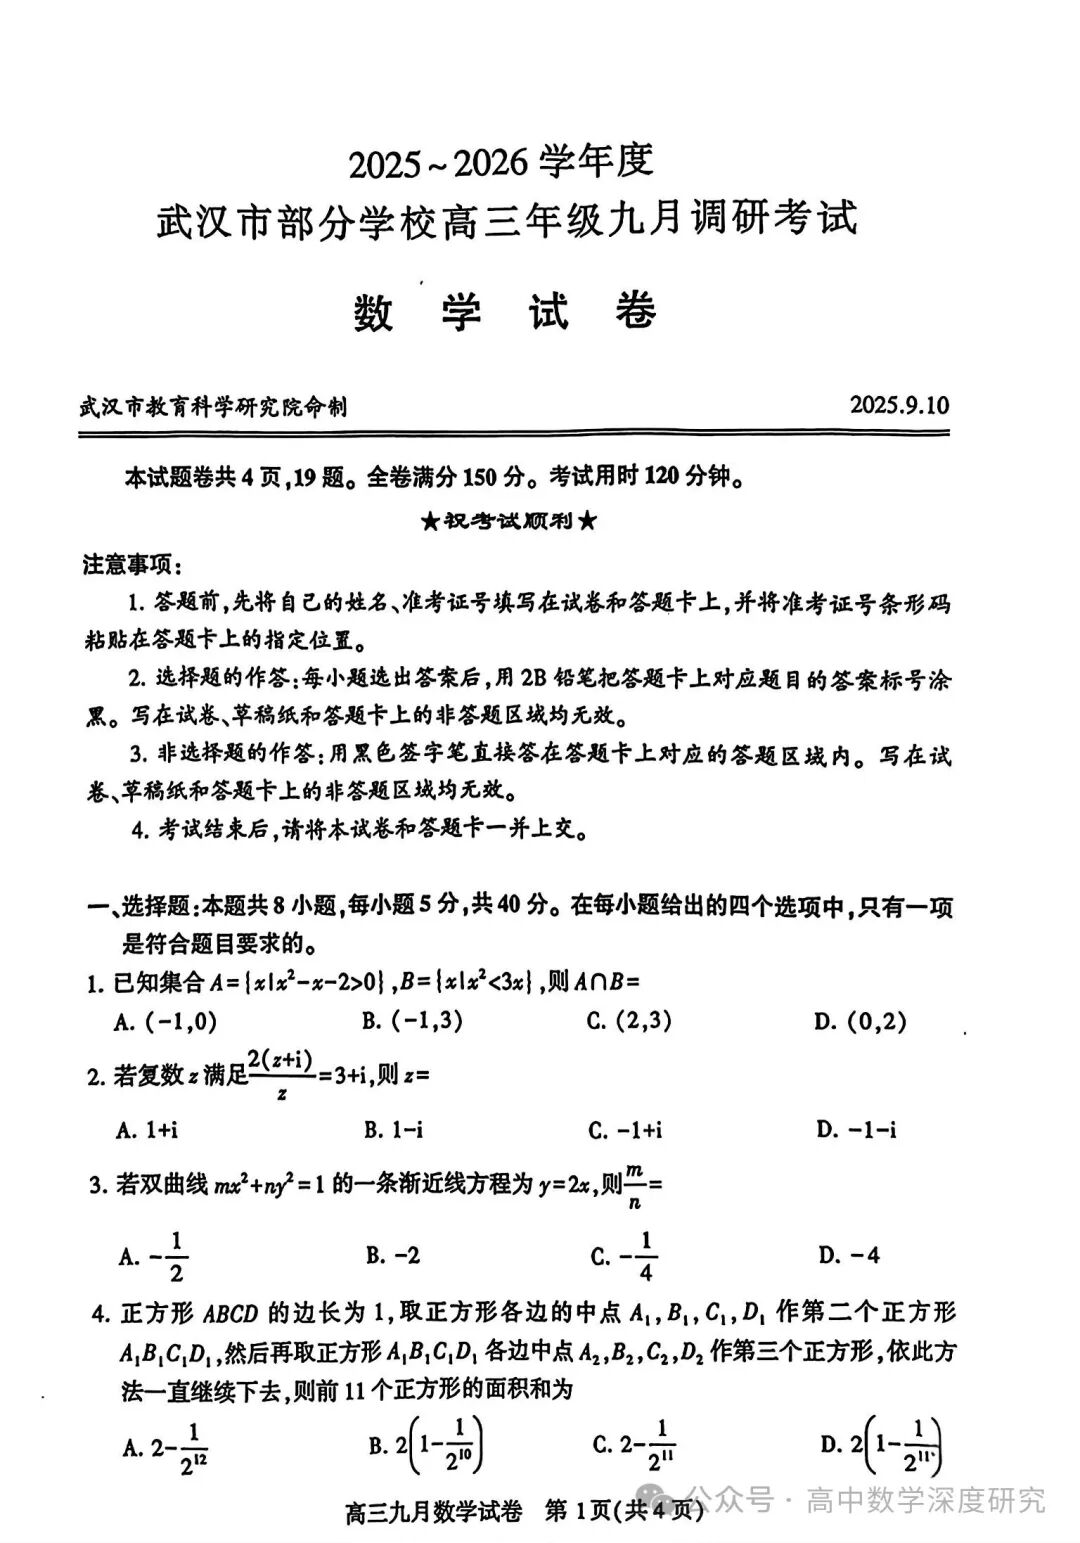 2025~2026学年度
武汉市部分学校高三年级九月调研考试
数 学 试 卷
武汉市教育科学研究院命制 2025.9.10
本试题卷共4页,19题。全卷满分150分。考试用时120分钟。
★祝考试顺利★
注意事项:
1. 答题前,先将自己的姓名、准考证号填写在试卷和答题卡上,并将准考证号条形码
粘贴在答题卡上的指定位置。
2. 选择题的作答:每小题选出答案后,用2B铅笔把答题卡上对应题目的答案标号涂
黑。写在试卷、草稿纸和答题卡上的非答题区域均无效。
3. 非选择题的作答:用黑色签字笔直接答在答题卡上对应的答题区域内。写在试
卷、草稿纸和答题卡上的非答题区域均无效。
4. 考试结束后,请将本试卷和答题卡一并上交。
一、选择题:本题共8小题,每小题5分,共40分。在每小题给出的四个选项中,只有一项
是符合题目要求的。
1. 已知集合A={x|x²-x-2>0},B={x|x²<3x},则A∩B=
A. (-1,0) B. (-1,3) C. (2,3) D. (0,2)
2. 若复数z满足2(z+i)/z=3+i,则z=
A. 1+i B. 1-i C. -1+i D. -1-i
3. 若双曲线mx²+ny²=1的一条渐近线方程为y=2x,则m/n=
A. -1/2 B. -2 C. -1/4 D. -4
4. 正方形ABCD的边长为1,取正方形各边的中点A₁,B₁,C₁,D₁作第二个正方形
A₁B₁C₁D₁,然后再取正方形A₁B₁C₁D₁各边中点A₂,B₂,C₂,D₂作第三个正方形,依此方
法一直继续下去,则前11个正方形的面积和为
A. 2-1/2¹² B. 2(1-1/2¹⁰) C. 2-1/2¹¹ D. 2(1-1/2¹¹)
高三九月数学试卷 第1页(共4页)
公众号·高中数学深度研究